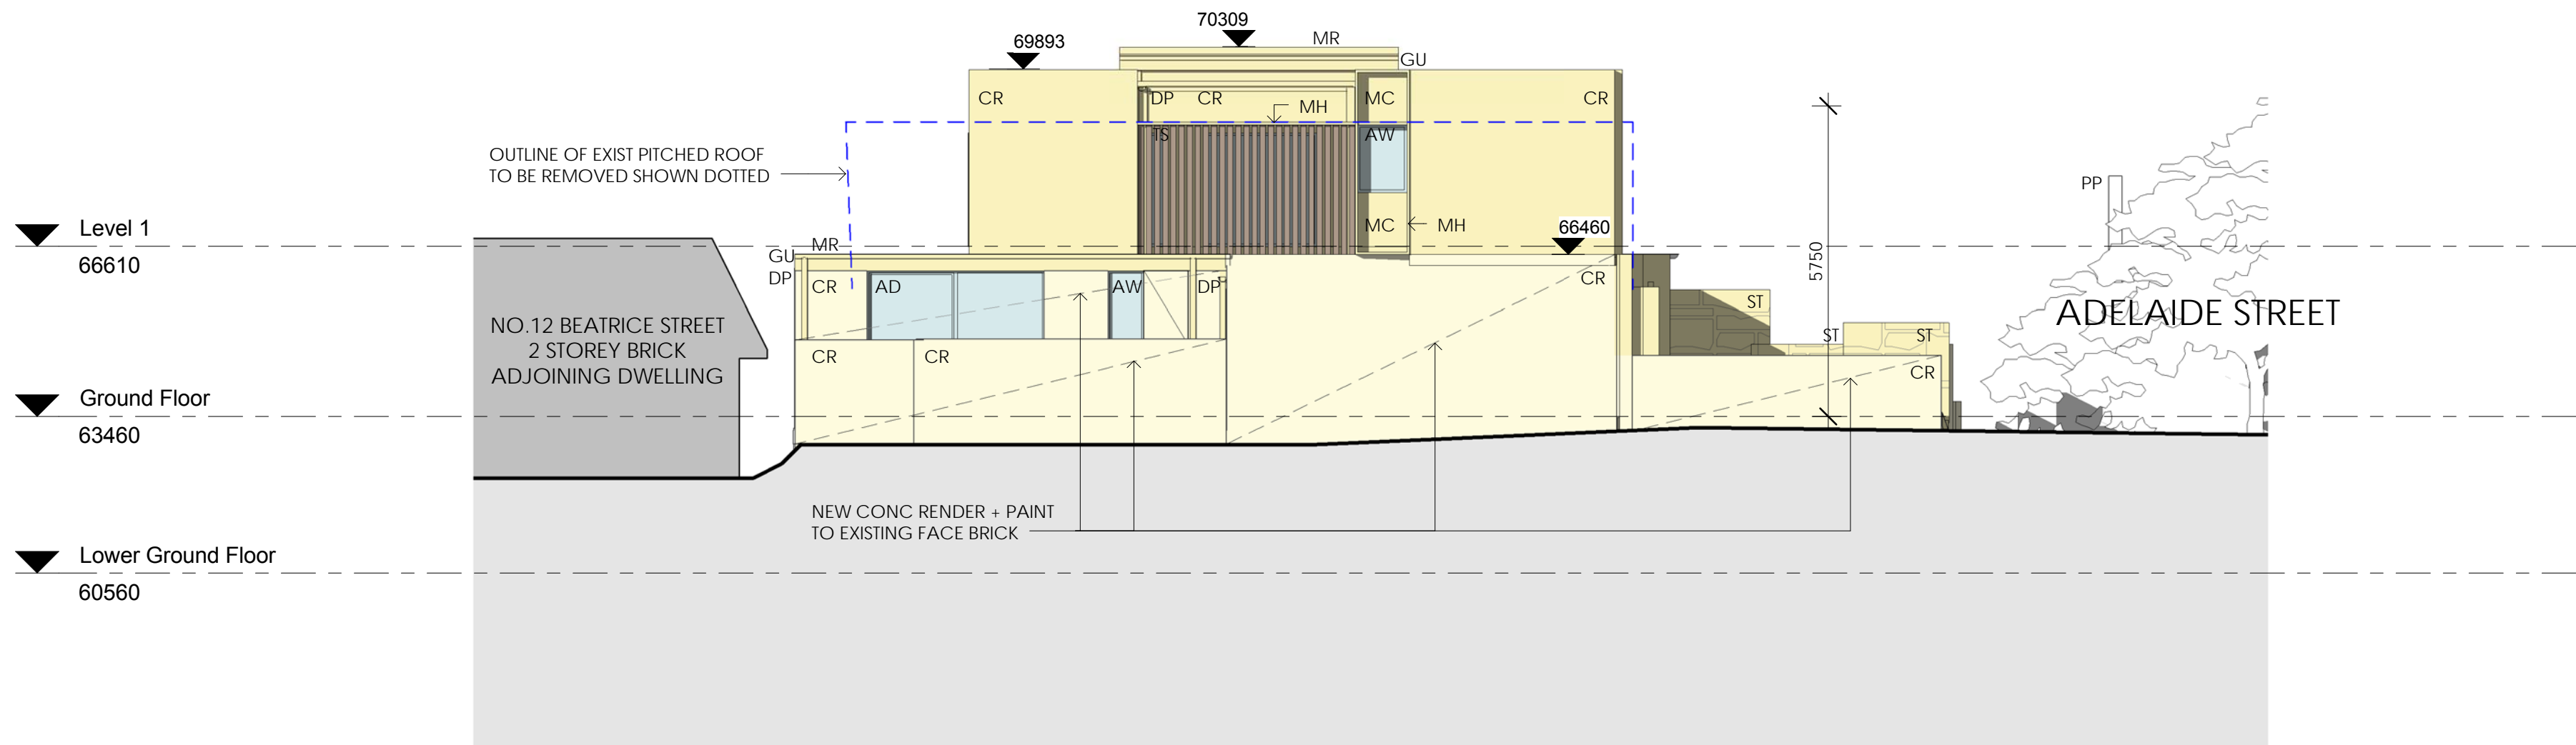 70309
MR
69893
GU
CR
DP
CR
MH
MC
CR
TS
AW
OUTLINE OF EXIST PITCHED ROOF
TO BE REMOVED SHOWN DOTTED
PP
Level 1
66610
MC
MH
66460
MR
GU
DP
CR
AD
AW
DP
CR
5750
ST
ADELAIDE STREET
NO.12 BEATRICE STREET
2 STOREY BRICK
ADJOINING DWELLING
ST
ST
CR
CR
CR
Ground Floor
63460
NEW CONC RENDER + PAINT
TO EXISTING FACE BRICK
Lower Ground Floor
60560